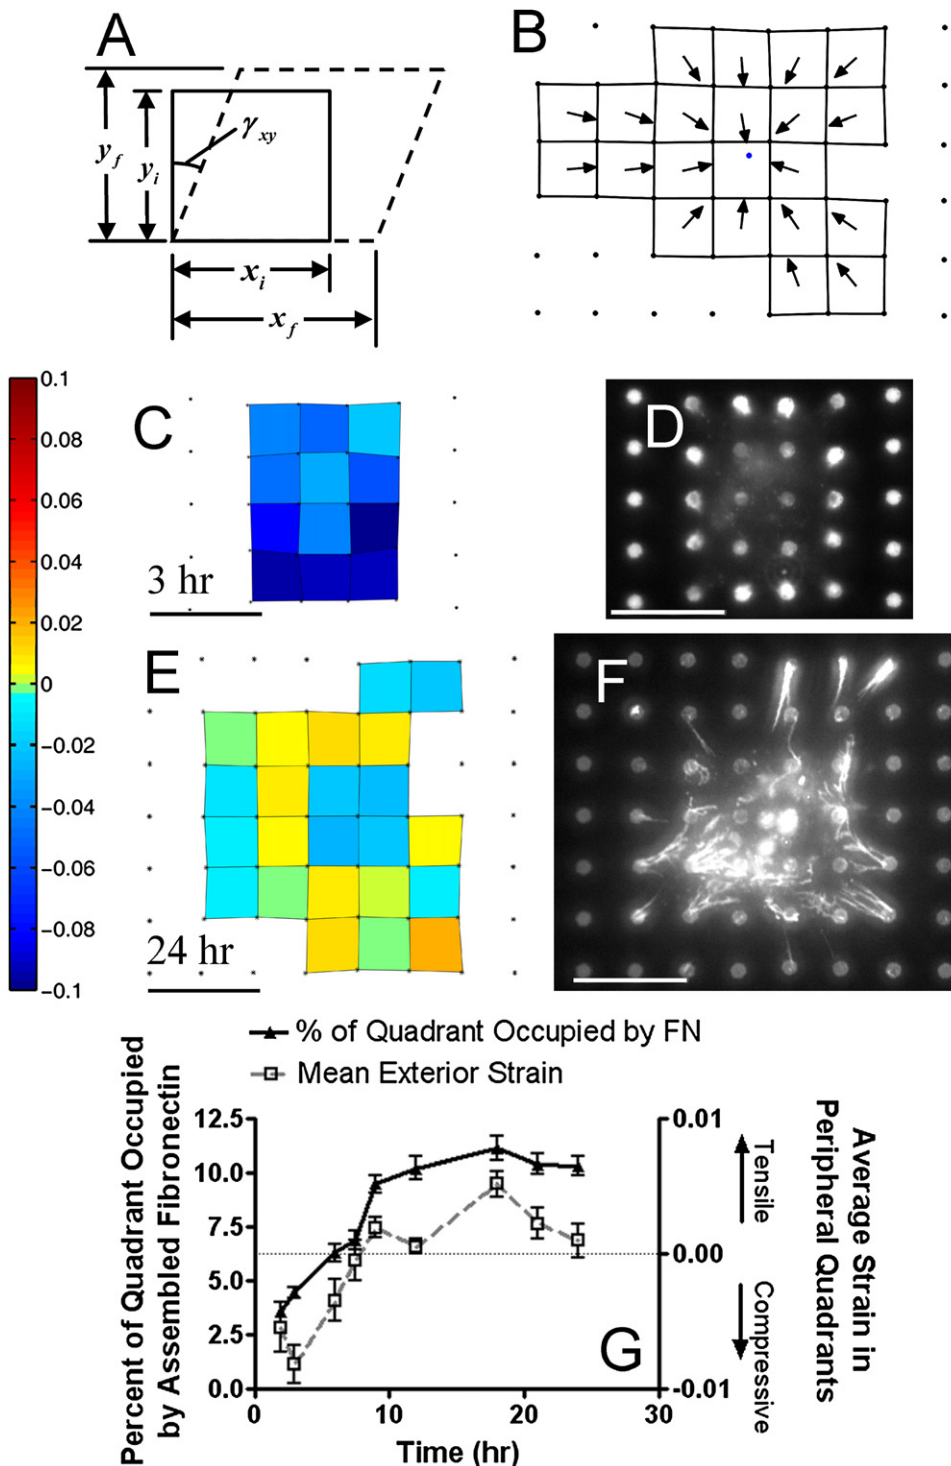 A
y_f
y_i
γ_xy
x_i
x_f
B
0.1
0.08
0.06
0.04
0.02
0
−0.02
−0.04
−0.06
−0.08
−0.1
C
3 hr
D
E
24 hr
F
% of Quadrant Occupied by FN
Mean Exterior Strain
Percent of Quadrant Occupied
by Assembled Fibronectin
12.5
10.0
7.5
5.0
2.5
0.0
0
10
20
30
Time (hr)
0.01
0.00
-0.01
G
Tensile
Compressive
Average Strain in
Peripheral Quadrants